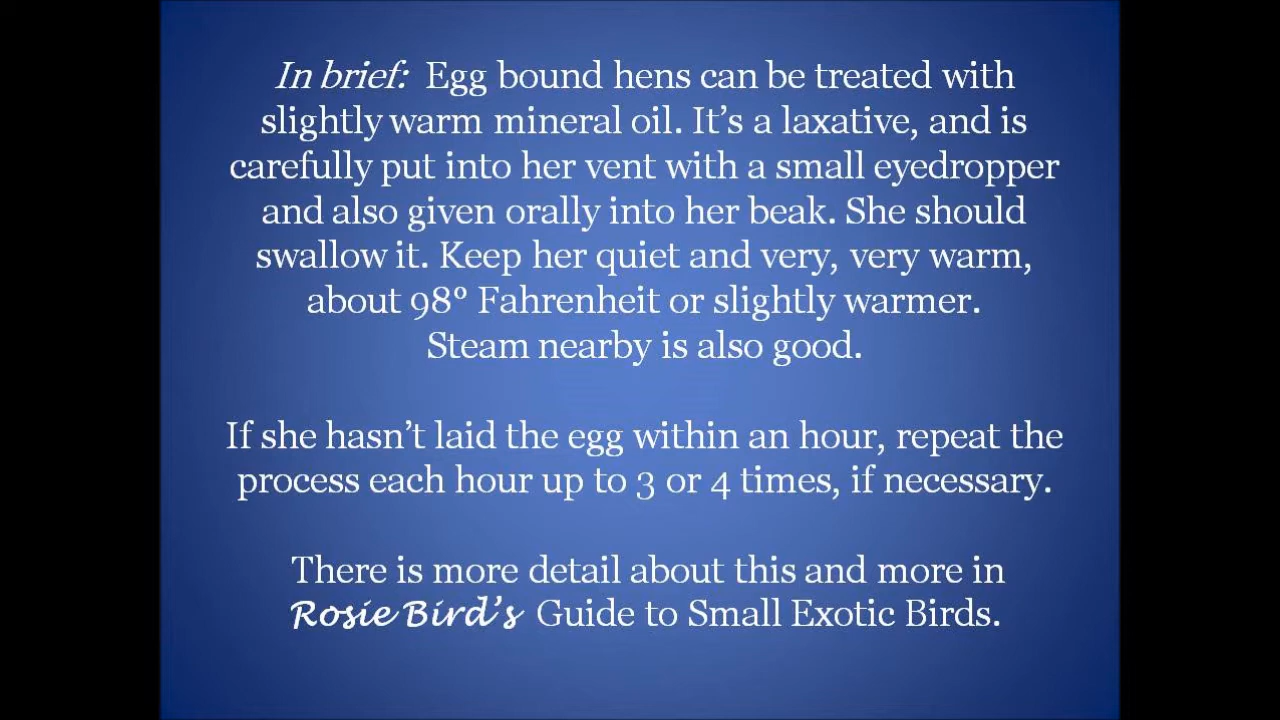 In brief: Egg bound hens can be treated with
slightly warm mineral oil. It's a laxative, and is
carefully put into her vent with a small eyedropper
and also given orally into her beak. She should
swallow it. Keep her quiet and very, very warm,
about 98° Fahrenheit or slightly warmer.
Steam nearby is also good.
If she hasn't laid the egg within an hour, repeat the
process each hour up to 3 or 4 times, if necessary.
There is more detail about this and more in
Rosie Bird's Guide to Small Exotic Birds.